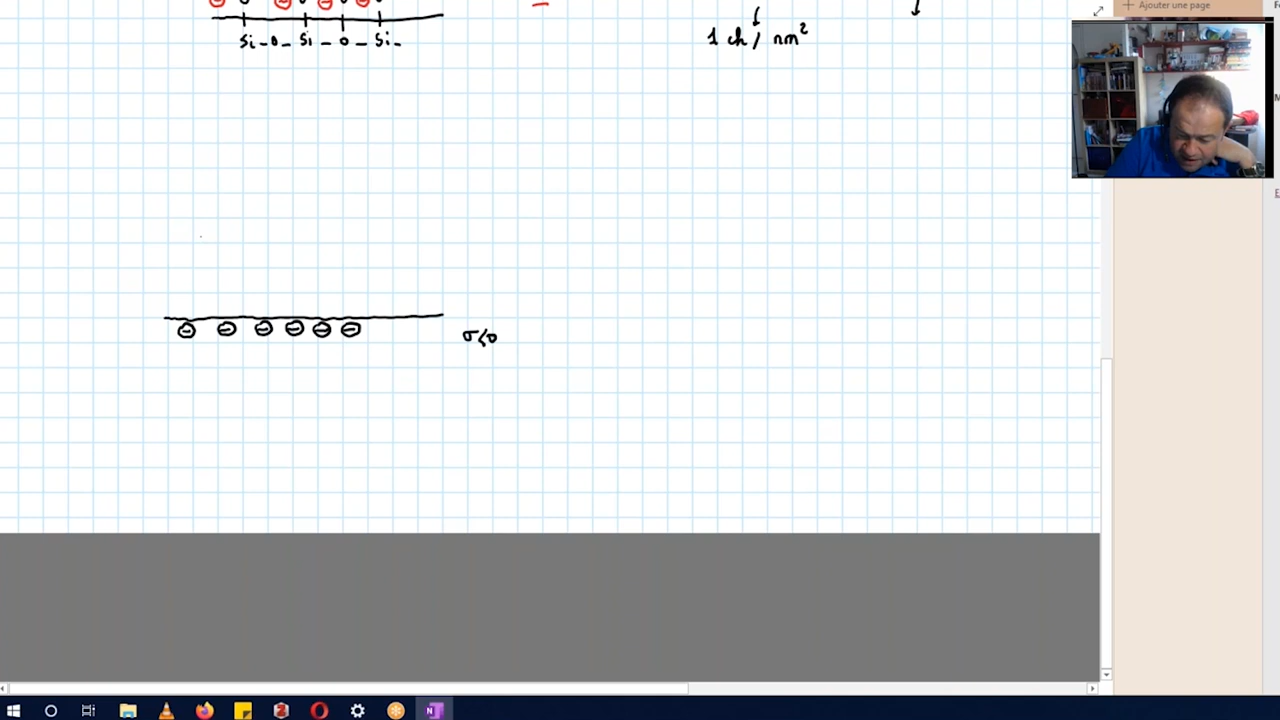 Ajouter une page
Si - O - Si - O - Si -
1 ch / nm²
⊖ ⊖ ⊖ ⊖ ⊖ ⊖
σ<0